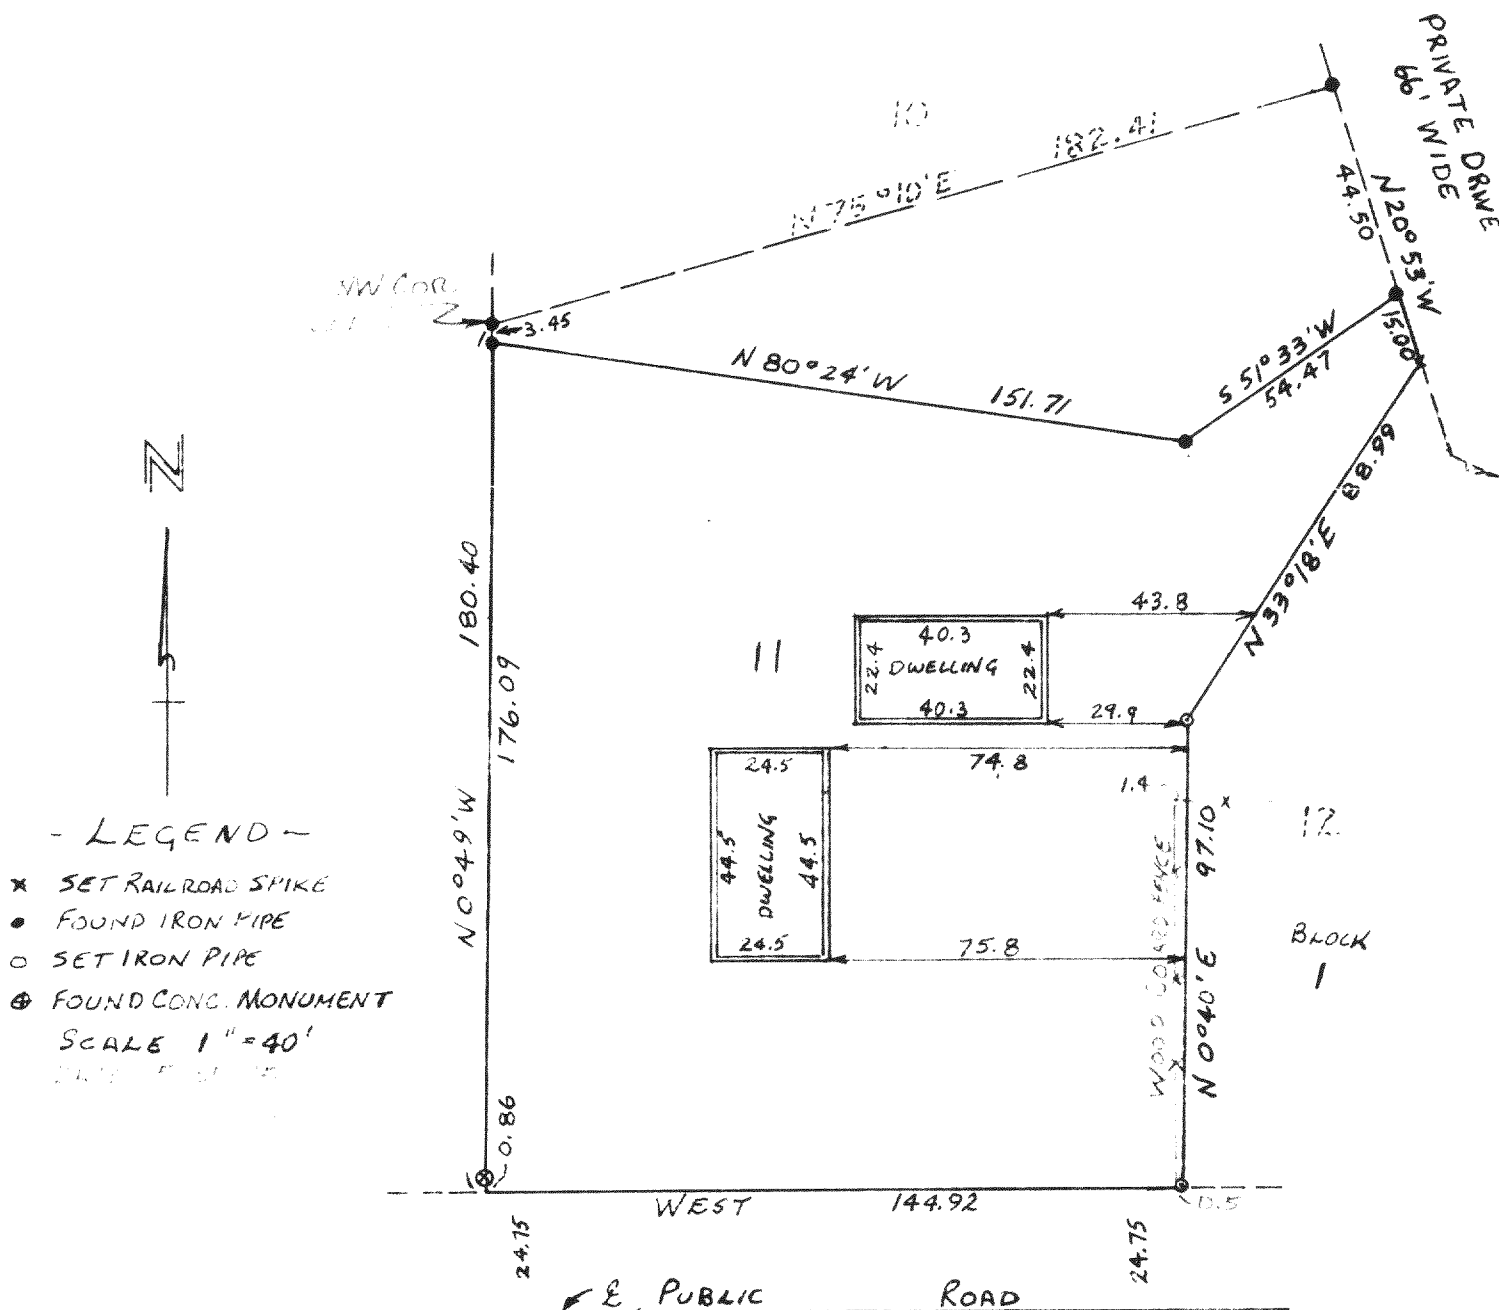 PRIVATE DRIVE
66' WIDE
10
182.41
N 75°10'E
44.50
N 20°53'W
NW COR
3.45
15.00
S 51°33'W
54.47
N 80°24'W
151.71
88.99
N 33°18'E
N
180.40
176.09
N 0°49'W
11
43.8
40.3
22.4
DWELLING
22.4
40.3
29.9
24.5
74.8
1.4
44.5
DWELLING
44.5
24.5
75.8
97.10
N 0°40'E
12
BLOCK
1
- LEGEND -
x SET RAILROAD SPIKE
● FOUND IRON PIPE
○ SET IRON PIPE
⊕ FOUND CONC. MONUMENT
SCALE 1" = 40'
WOOD BOARD FENCE
0.86
WEST
144.92
0.5
24.75
24.75
℄ PUBLIC ROAD